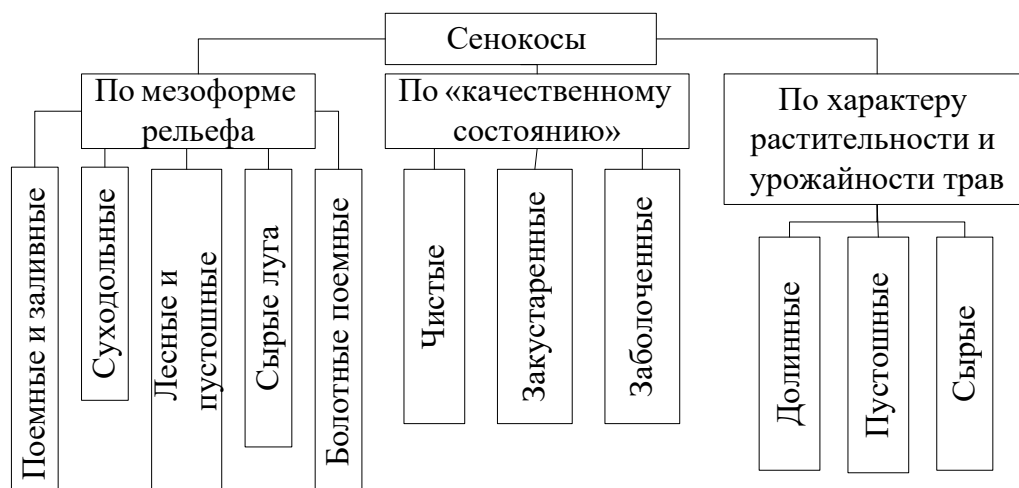 Сенокосы
По мезоформе
рельефа
По «качественному
состоянию»
По характеру
растительности и
урожайности трав
Поемные и заливные
Суходольные
Лесные и
пустошные
Сырые луга
Болотные поемные
Чистые
Закустаренные
Заболоченные
Долинные
Пустошные
Сырые